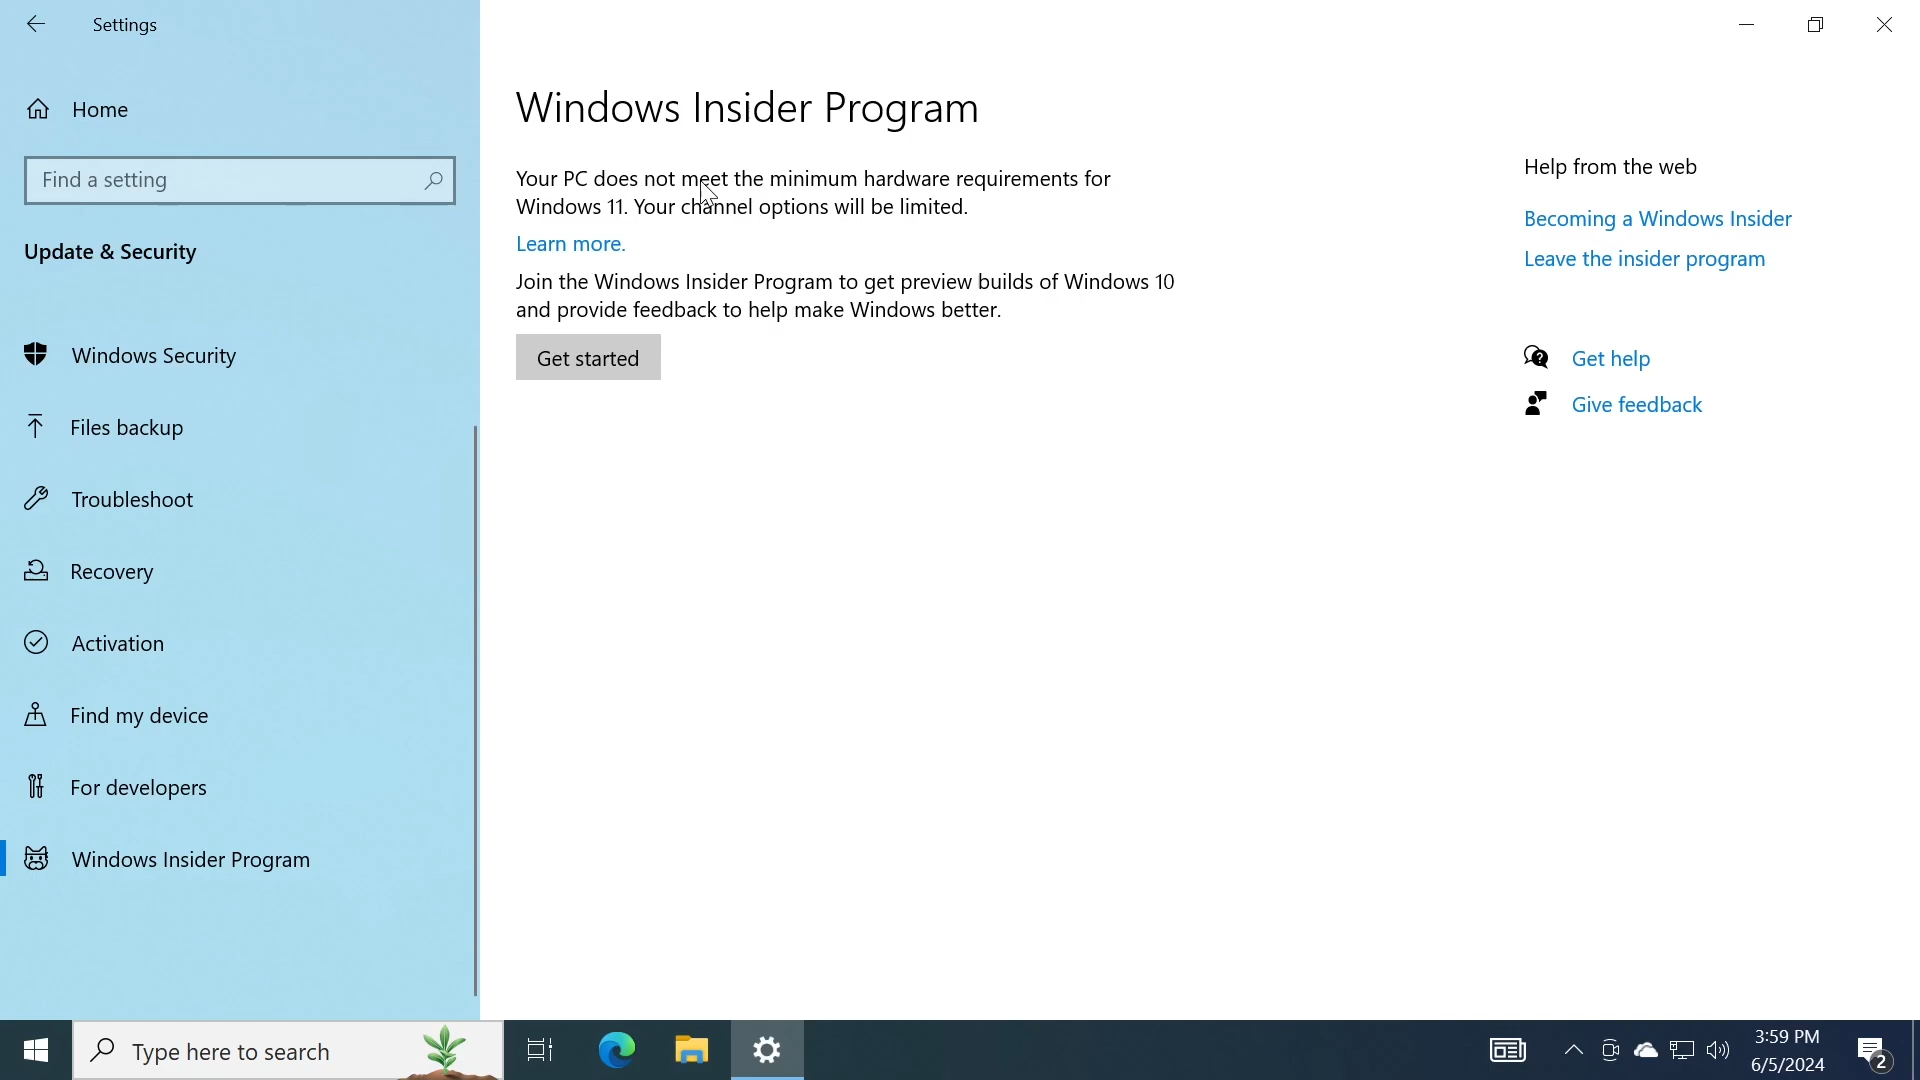 Settings
Home
Find a setting
Update & Security
Windows Security
Files backup
Troubleshoot
Recovery
Activation
Find my device
For developers
Windows Insider Program
Windows Insider Program
Your PC does not meet the minimum hardware requirements for
Windows 11. Your channel options will be limited.
Learn more.
Join the Windows Insider Program to get preview builds of Windows 10
and provide feedback to help make Windows better.
Get started
Help from the web
Becoming a Windows Insider
Leave the insider program
Get help
Give feedback
Type here to search
3:59 PM
6/5/2024
2